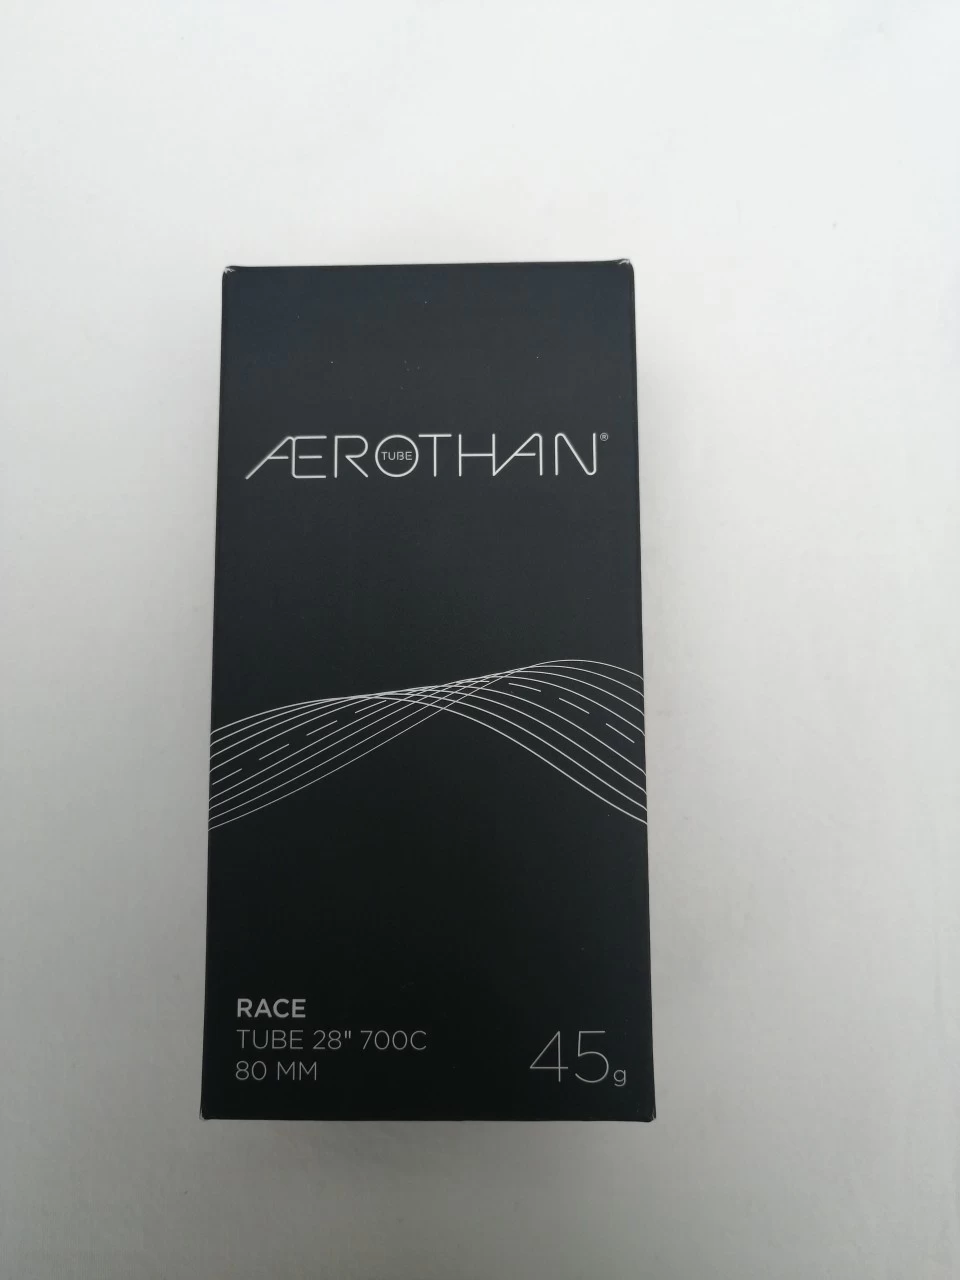 ÆROTHAN®
TUBE
RACE
TUBE 28" 700C
80 MM
45g